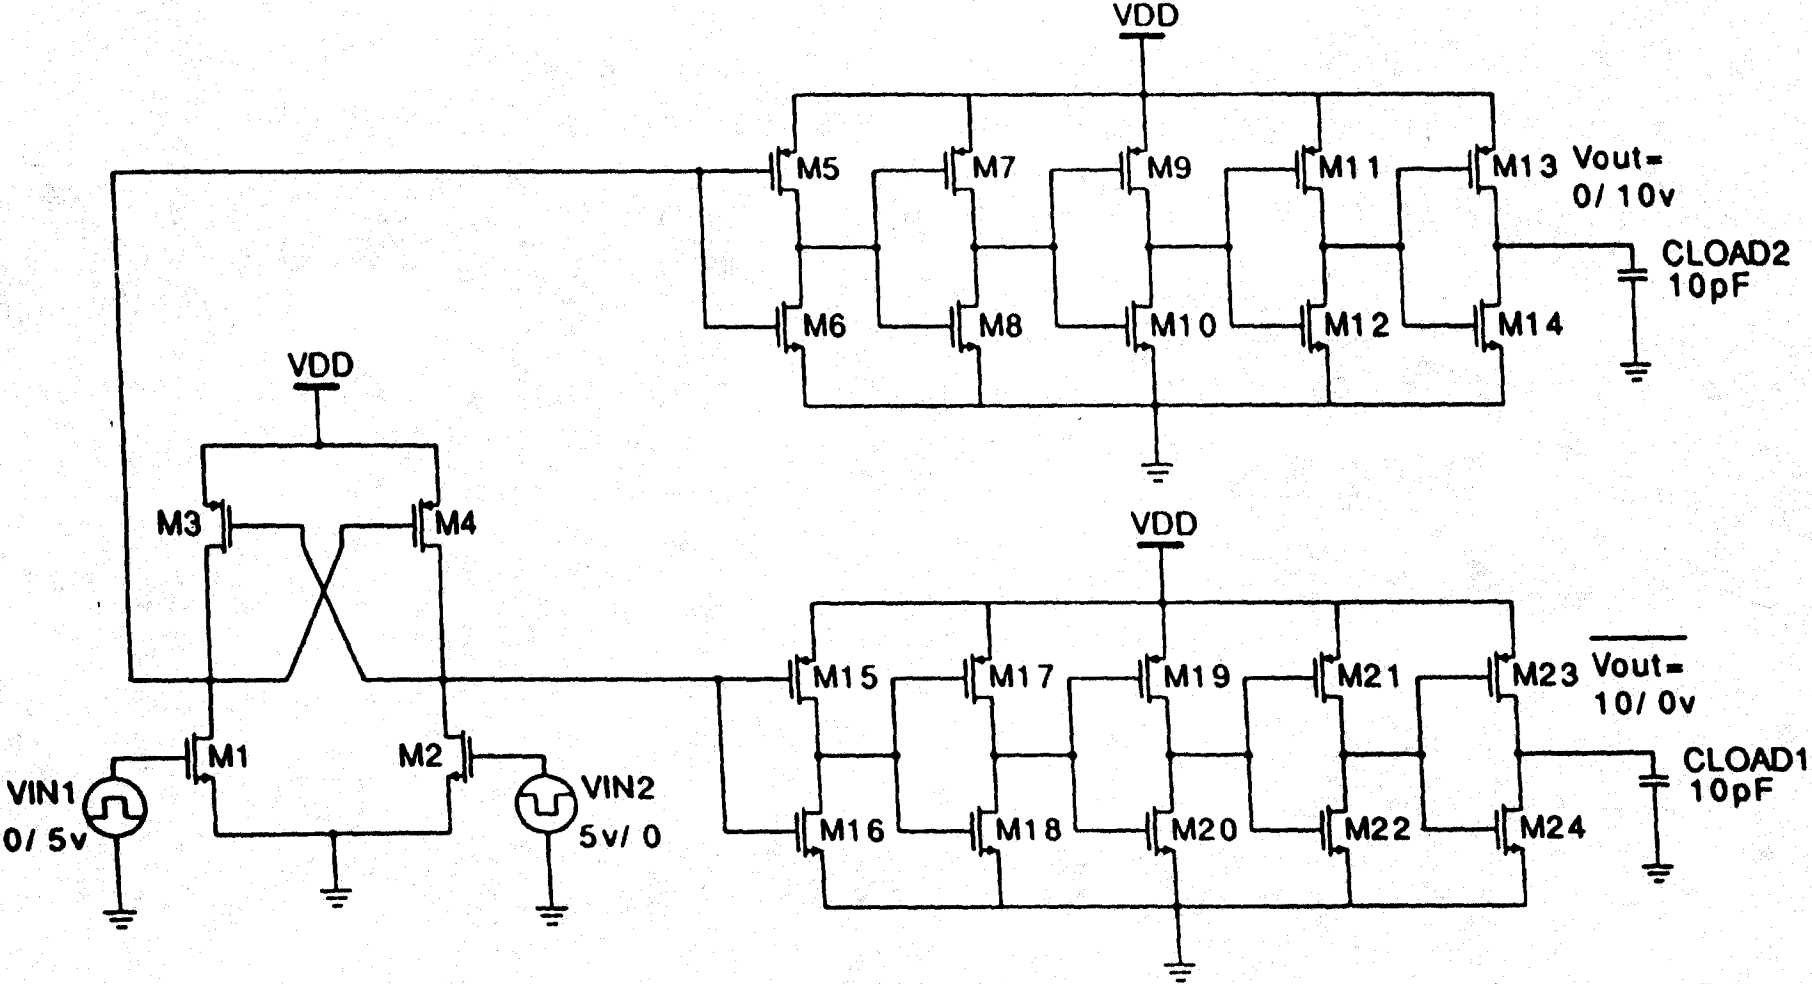 VDD
M5
M7
M9
M11
M13
Vout=
0/ 10v
CLOAD2
10pF
M6
M8
M10
M12
M14
VDD
M3
M4
VDD
M15
M17
M19
M21
M23
Vout=
10/ 0v
CLOAD1
10pF
M1
M2
VIN1
0/ 5v
VIN2
5v/ 0
M16
M18
M20
M22
M24